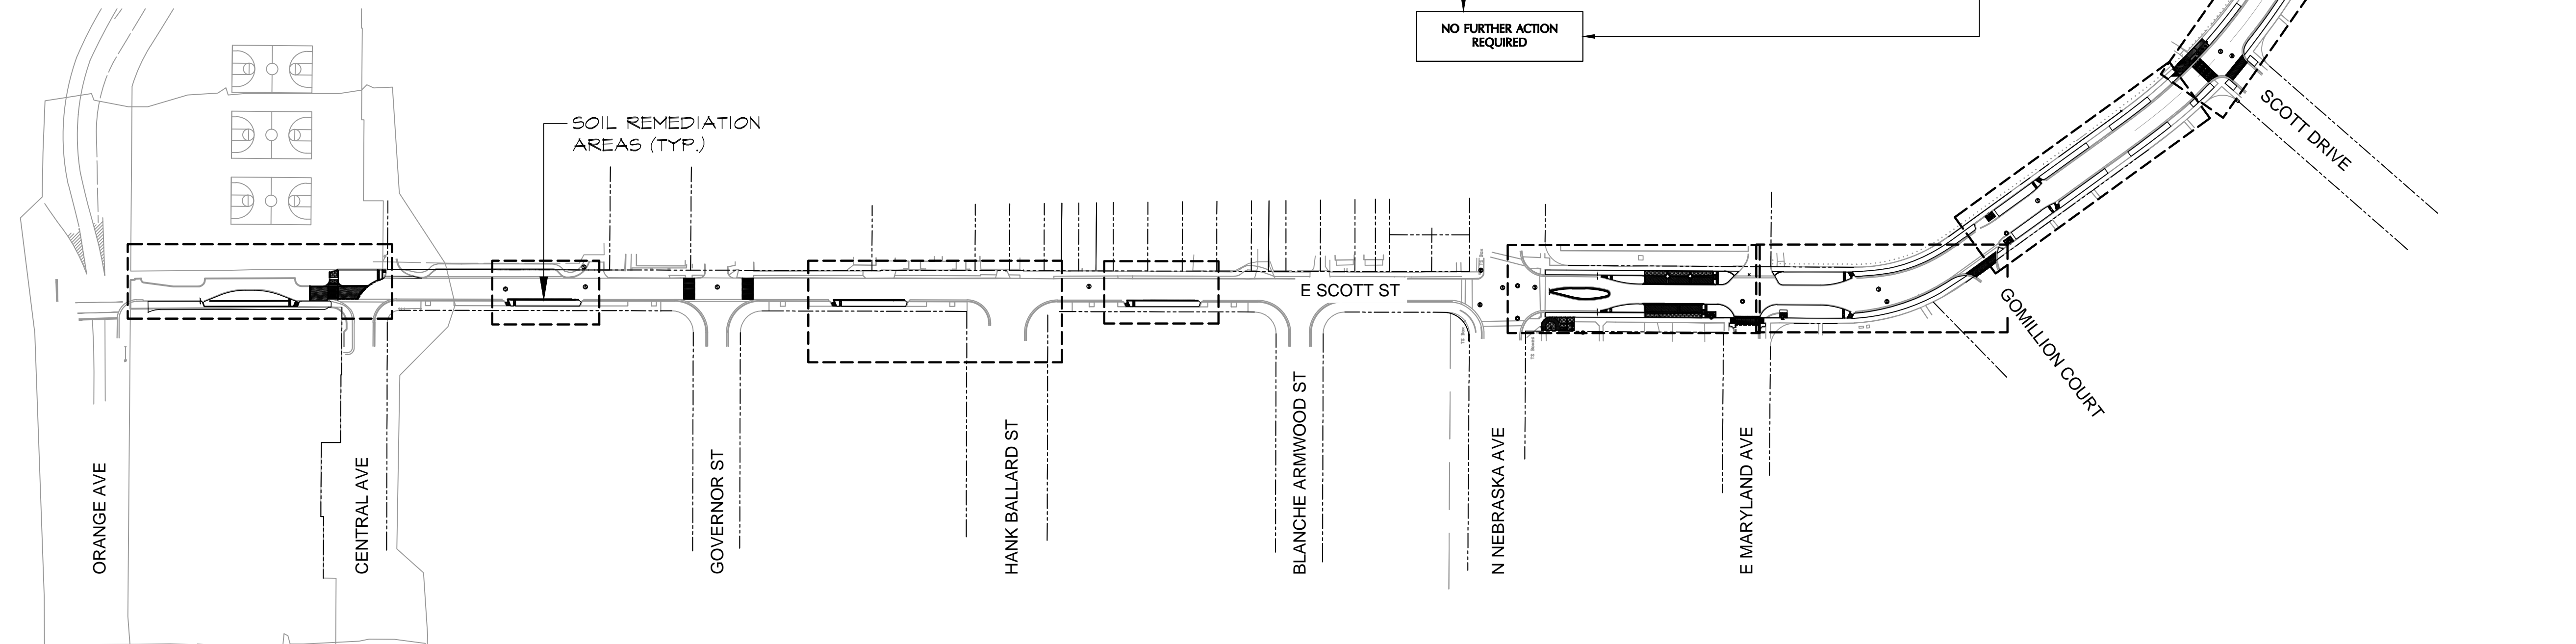 NO FURTHER ACTION
REQUIRED
SOIL REMEDIATION
AREAS (TYP.)
SCOTT DRIVE
E SCOTT ST
GOMILLION COURT
ORANGE AVE
CENTRAL AVE
GOVERNOR ST
HANK BALLARD ST
BLANCHE ARMWOOD ST
N NEBRASKA AVE
E MARYLAND AVE